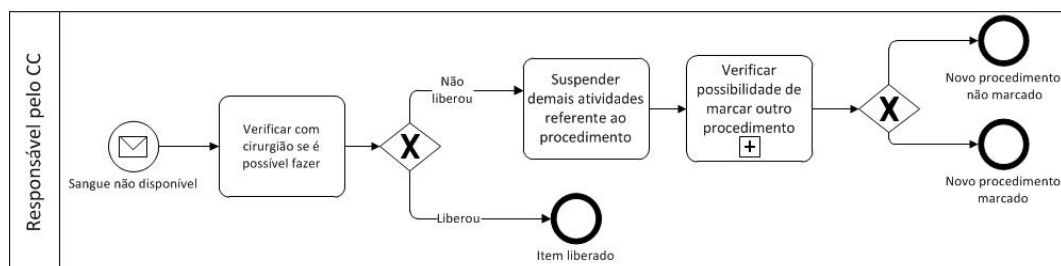 Responsável pelo CC
Sangue não disponível
Verificar com
cirurgião se é
possível fazer
X
Não
liberou
Liberou
Suspender
demais atividades
referente ao
procedimento
Item liberado
Verificar
possibilidade de
marcar outro
procedimento
+
X
Novo procedimento
não marcado
Novo procedimento
marcado